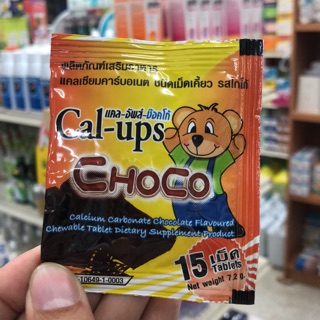 ผลิตภัณฑ์เสริมอาหาร
แคลเซียมคาร์บอเนต ชนิดเม็ดเคี้ยว รสโกโก้
แคล-อัพส์-ช็อคโก้
Cal-ups
CHOCO
Calcium Carbonate Chocolate Flavoured
Chewable Tablet Dietary Supplement Product
15 เม็ด
Tablets
Net weight 7.2 g.
10649-1-0003